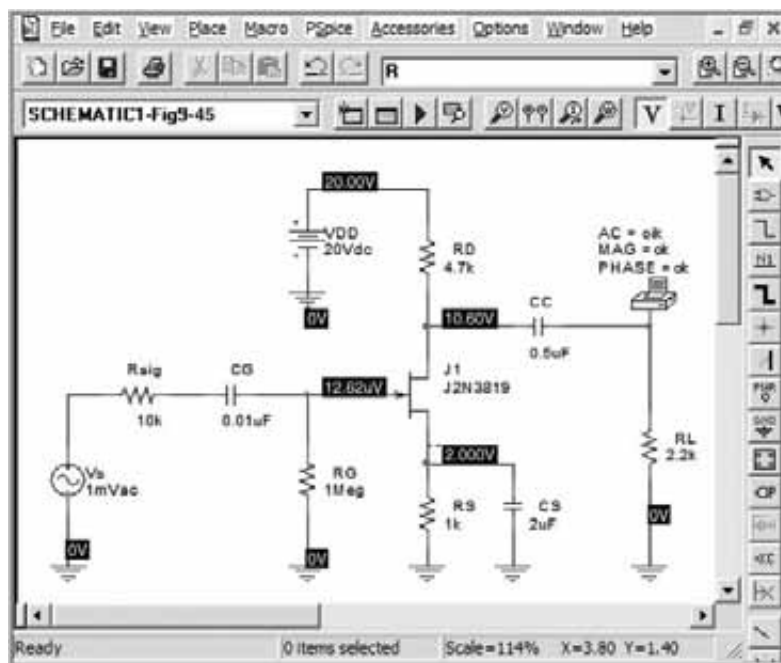 File Edit View Place Macro PSpice Accessories Options Window Help
R
SCHEMATIC1-Fig9-45
V I
20.00V
VDD
20Vdc
RD
4.7k
AC = ok
MAG = ok
PHASE = ok
0V
10.60V
CC
0.5uF
Rsig
10k
CG
0.01uF
12.62uV
J1
J2N3819
Vs
1mVac
RG
1Meg
2.000V
RS
1k
CS
2uF
RL
2.2k
0V
0V
0V
N1
Ready 0 items selected Scale=114% X=3.80 Y=1.40